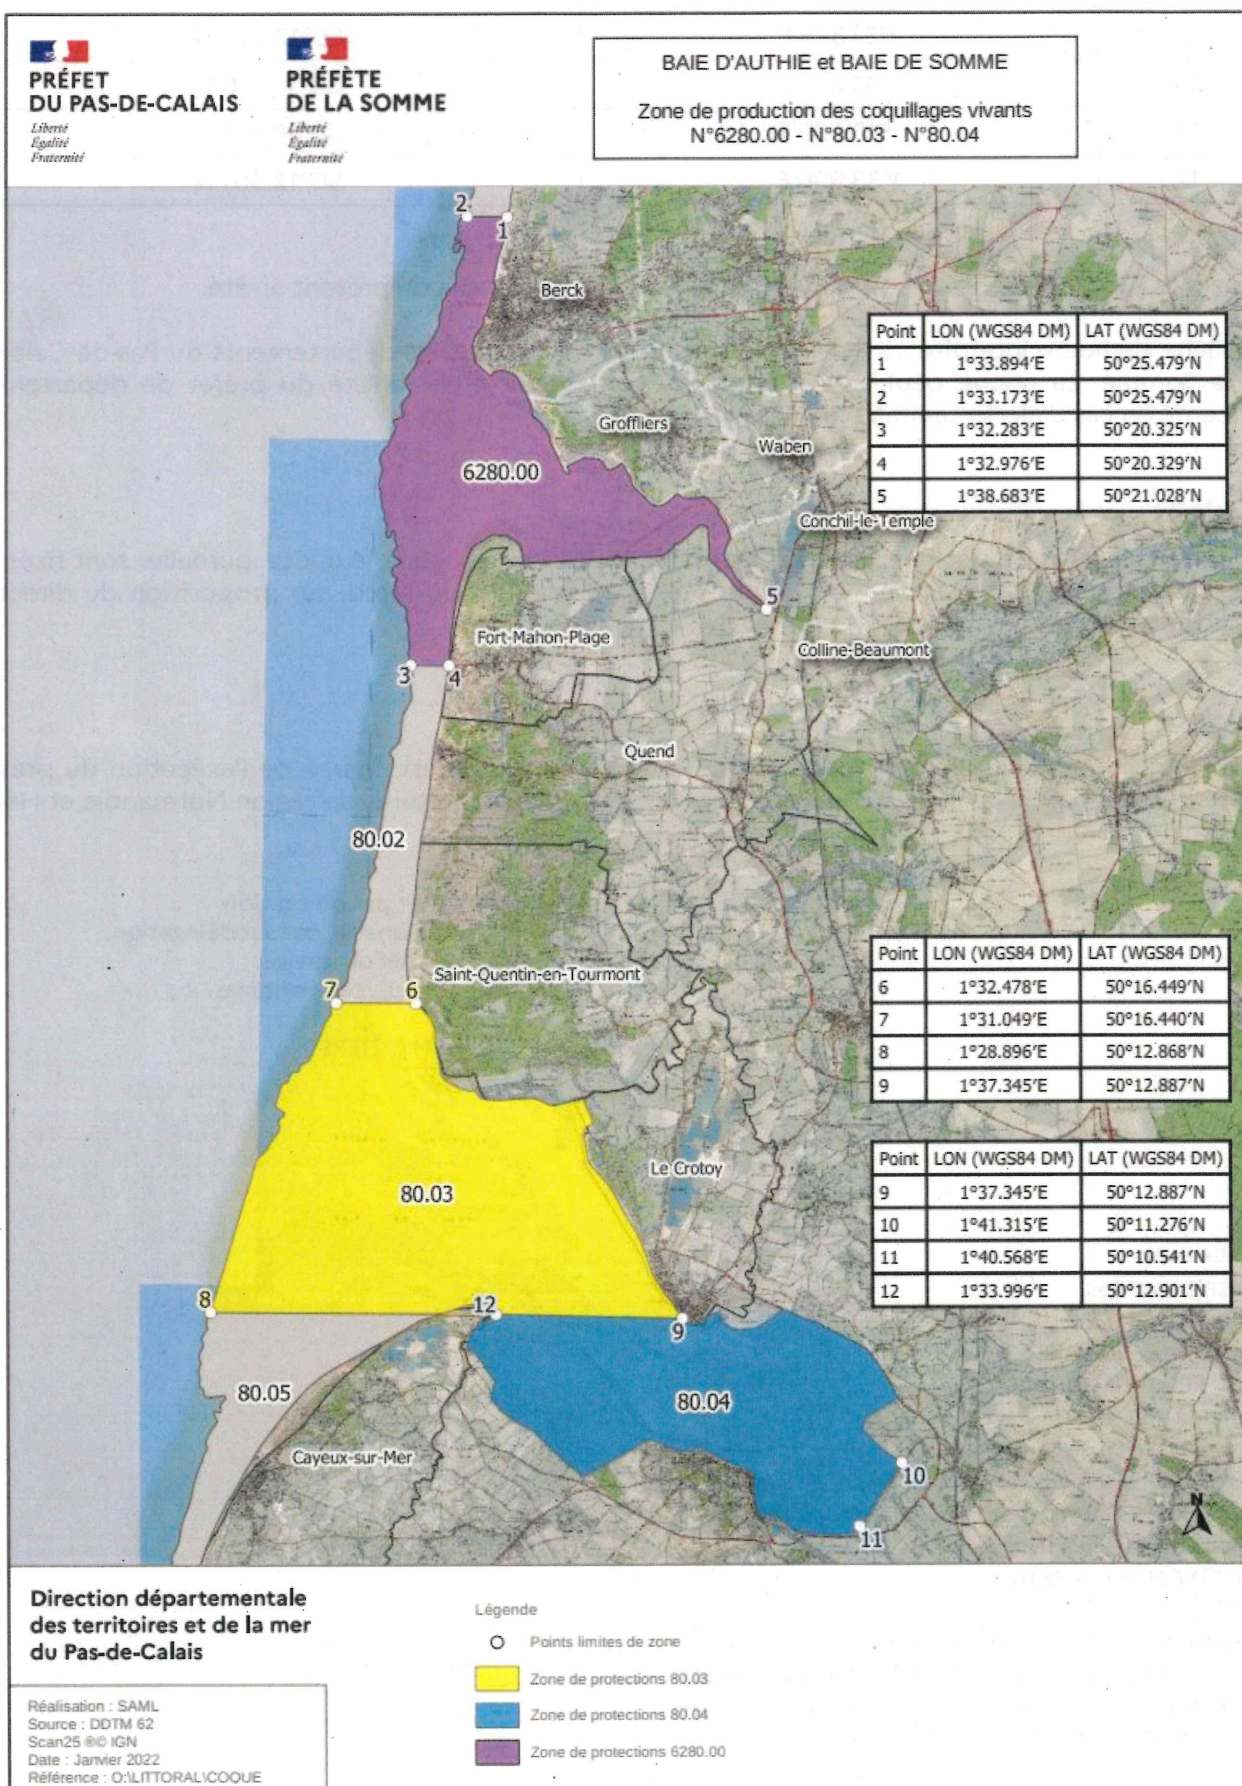 PRÉFET
DU PAS-DE-CALAIS
Liberté
Égalité
Fraternité
PRÉFÈTE
DE LA SOMME
Liberté
Égalité
Fraternité
BAIE D'AUTHIE et BAIE DE SOMME
Zone de production des coquillages vivants
N°6280.00 - N°80.03 - N°80.04
2
1
Berck
Groffliers
Waben
6280.00
Conchil-le-Temple
5
Fort-Mahon-Plage
Colline-Beaumont
3
4
Quend
80.02
Saint-Quentin-en-Tourmont
7
6
Le Crotoy
80.03
8
12
9
80.05
80.04
Cayeux-sur-Mer
10
11
N
Point LON (WGS84 DM) LAT (WGS84 DM)
1 1°33.894'E 50°25.479'N
2 1°33.173'E 50°25.479'N
3 1°32.283'E 50°20.325'N
4 1°32.976'E 50°20.329'N
5 1°38.683'E 50°21.028'N
Point LON (WGS84 DM) LAT (WGS84 DM)
6 1°32.478'E 50°16.449'N
7 1°31.049'E 50°16.440'N
8 1°28.896'E 50°12.868'N
9 1°37.345'E 50°12.887'N
Point LON (WGS84 DM) LAT (WGS84 DM)
9 1°37.345'E 50°12.887'N
10 1°41.315'E 50°11.276'N
11 1°40.568'E 50°10.541'N
12 1°33.996'E 50°12.901'N
Direction départementale
des territoires et de la mer
du Pas-de-Calais
Réalisation : SAML
Source : DDTM 62
Scan25 ®© IGN
Date : Janvier 2022
Référence : O:\LITTORAL\COQUE
Légende
Points limites de zone
Zone de protections 80.03
Zone de protections 80.04
Zone de protections 6280.00